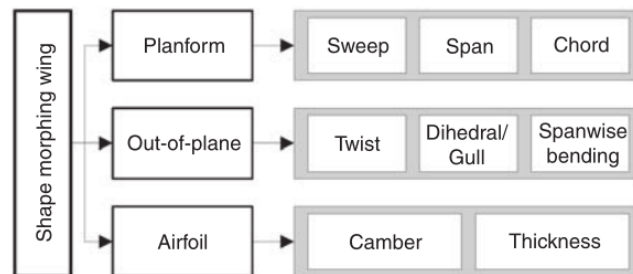 Shape morphing wing
Planform
Sweep
Span
Chord
Out-of-plane
Twist
Dihedral/
Gull
Spanwise
bending
Airfoil
Camber
Thickness